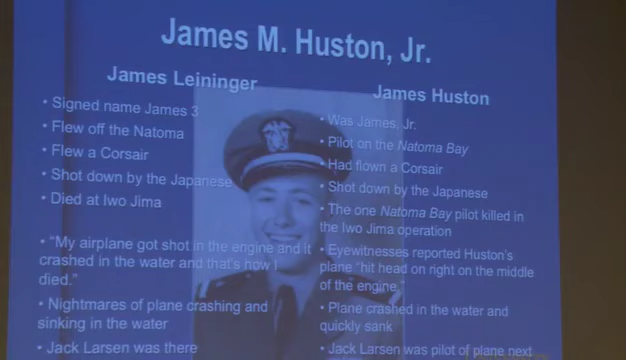 James M. Huston, Jr.
James Leininger
• Signed name James 3
• Flew off the Natoma
• Flew a Corsair
• Shot down by the Japanese
• Died at Iwo Jima
• "My airplane got shot in the engine and it
crashed in the water and that's how I
died."
• Nightmares of plane crashing and
sinking in the water
• Jack Larsen was there
James Huston
• Was James, Jr.
• Pilot on the Natoma Bay
• Had flown a Corsair
• Shot down by the Japanese
• The one Natoma Bay pilot killed in
the Iwo Jima operation
• Eyewitnesses reported Huston's
plane "hit head on right on the middle
of the engine."
• Plane crashed in the water and
quickly sank
• Jack Larsen was pilot of plane next